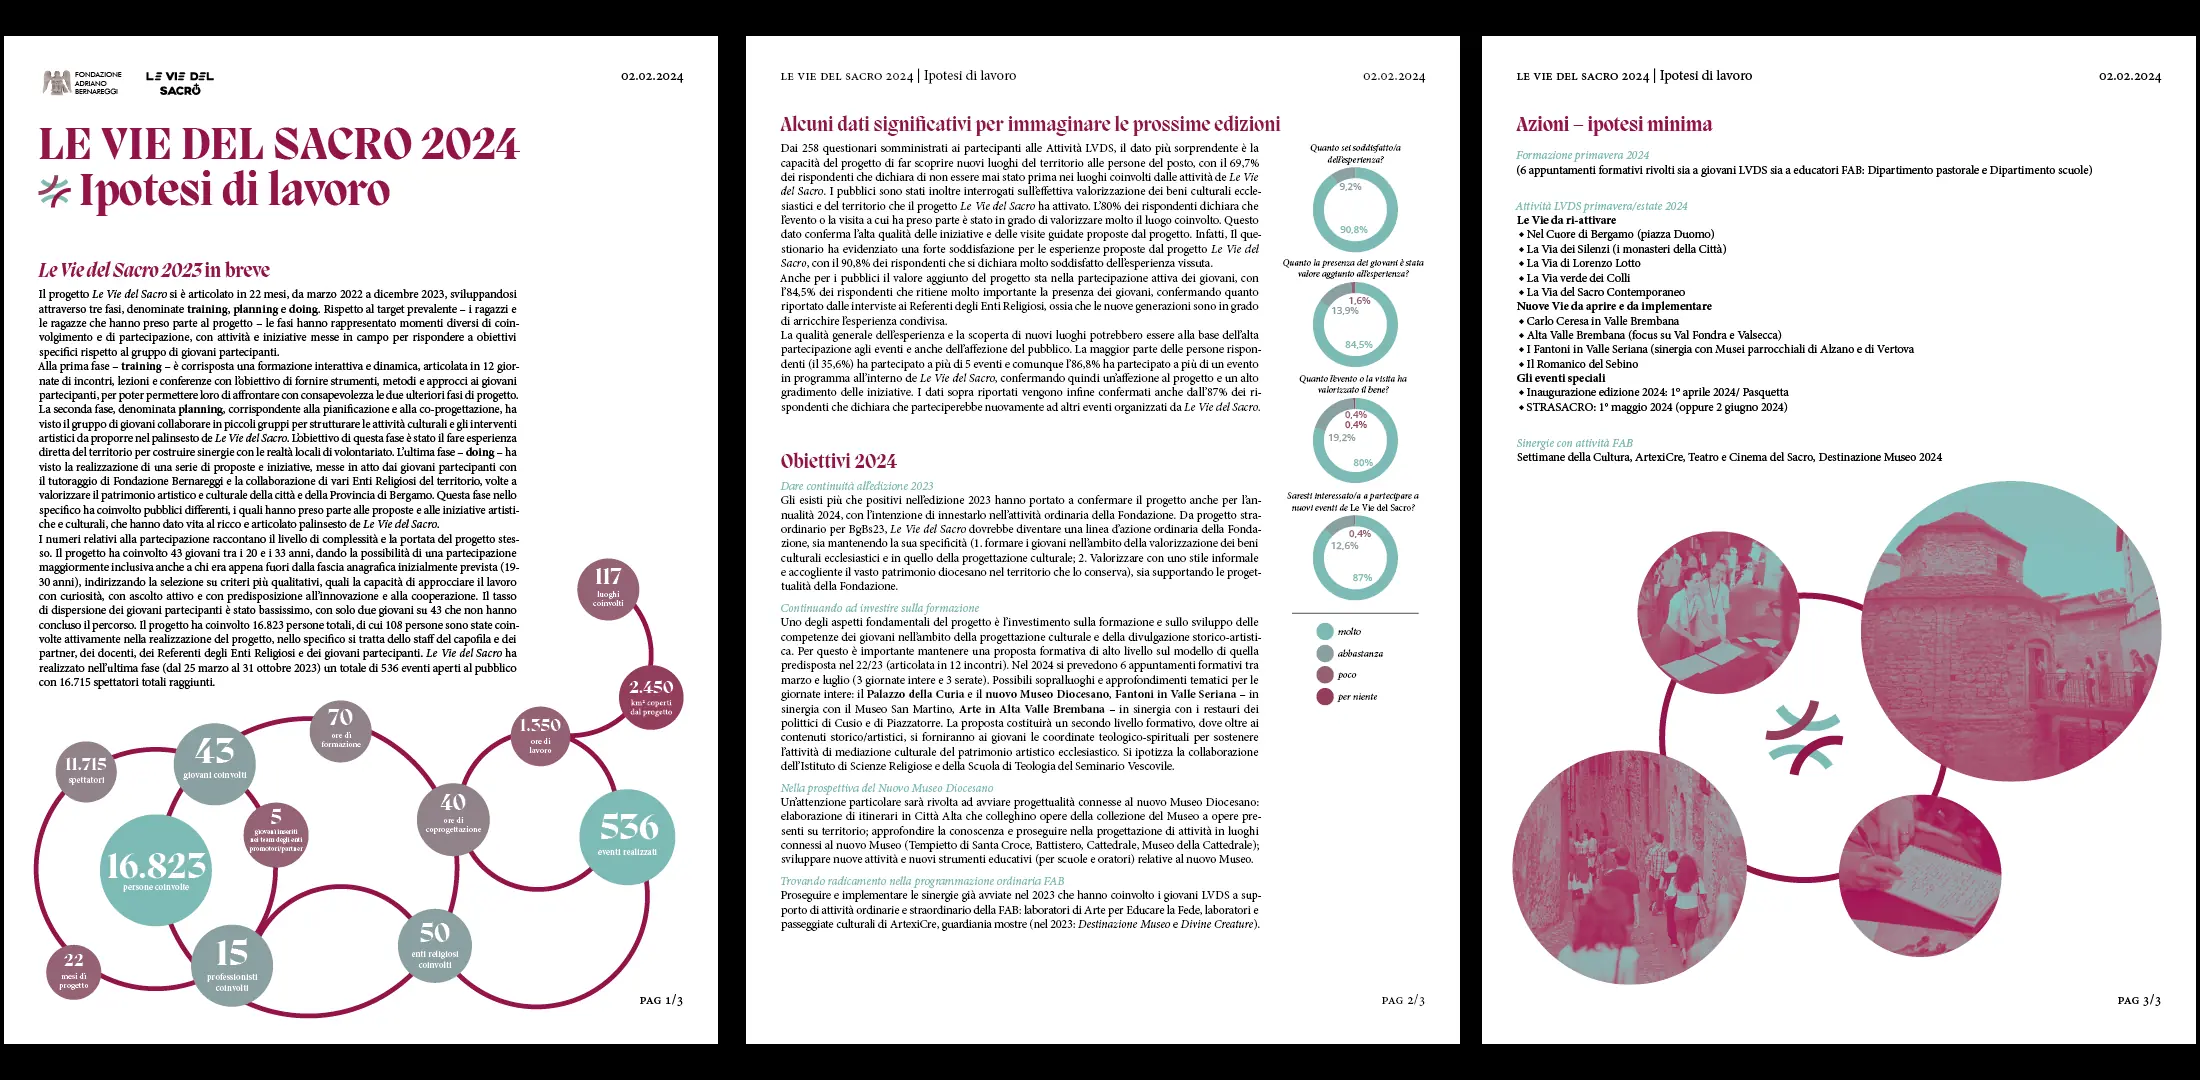 FONDAZIONE
ADRIANO
BERNAREGGI
LE VIE DEL
SACRO
02.02.2024
LE VIE DEL SACRO 2024
Ipotesi di lavoro
Le Vie del Sacro 2023 in breve
Il progetto Le Vie del Sacro si è articolato in 22 mesi, da marzo 2022 a dicembre 2023, sviluppandosi
attraverso tre fasi, denominate training, planning e doing. Rispetto al target prevalente – i ragazzi e
le ragazze che hanno preso parte al progetto – le fasi hanno rappresentato momenti diversi di coin-
volgimento e di partecipazione, con attività e iniziative messe in campo per rispondere a obiettivi
specifici rispetto al gruppo di giovani partecipanti.
Alla prima fase – training – è corrisposta una formazione interattiva e dinamica, articolata in 12 gior-
nate di incontri, lezioni e conferenze con l'obiettivo di fornire strumenti, metodi e approcci ai giovani
partecipanti, per poter permettere loro di affrontare con consapevolezza le due ulteriori fasi di progetto.
La seconda fase, denominata planning, corrispondente alla pianificazione e alla co-progettazione, ha
visto il gruppo di giovani collaborare in piccoli gruppi per strutturare le attività culturali e gli interventi
artistici da proporre nel palinsesto de Le Vie del Sacro. L'obiettivo di questa fase è stato il fare esperienza
diretta del territorio per costruire sinergie con le realtà locali di volontariato. L'ultima fase – doing – ha
visto la realizzazione di una serie di proposte e iniziative, messe in atto dai giovani partecipanti con
il tutoraggio di Fondazione Bernareggi e la collaborazione di vari Enti Religiosi del territorio, volte a
valorizzare il patrimonio artistico e culturale della città e della Provincia di Bergamo. Questa fase nello
specifico ha coinvolto pubblici differenti, i quali hanno preso parte alle proposte e alle iniziative artisti-
che e culturali, che hanno dato vita al ricco e articolato palinsesto de Le Vie del Sacro.
I numeri relativi alla partecipazione raccontano il livello di complessità e la portata del progetto stes-
so. Il progetto ha coinvolto 43 giovani tra i 20 e i 33 anni, dando la possibilità di una partecipazione
maggiormente inclusiva anche a chi era appena fuori dalla fascia anagrafica inizialmente prevista (19-
30 anni), indirizzando la selezione su criteri più qualitativi, quali la capacità di approcciare il lavoro
con curiosità, con ascolto attivo e con predisposizione all'innovazione e alla cooperazione. Il tasso
di dispersione dei giovani partecipanti è stato bassissimo, con solo due giovani su 43 che non hanno
concluso il percorso. Il progetto ha coinvolto 16.823 persone totali, di cui 108 persone sono state coin-
volte attivamente nella realizzazione del progetto, nello specifico si tratta dello staff del capofila e dei
partner, dei docenti, dei Referenti degli Enti Religiosi e dei giovani partecipanti. Le Vie del Sacro ha
realizzato nell'ultima fase (dal 25 marzo al 31 ottobre 2023) un totale di 536 eventi aperti al pubblico
con 16.715 spettatori totali raggiunti.
117
luoghi
coinvolti
2.450
km² coperti
dal progetto
70
ore di
formazione
1.350
ore di
lavoro
43
giovani coinvolti
11.715
spettatori
5
giovani inseriti
nei team degli enti
promotori/partner
40
ore di
coprogettazione
536
eventi realizzati
16.823
persone coinvolte
50
enti religiosi
coinvolti
15
professionisti
coinvolti
22
mesi di
progetto
PAG 1/3
LE VIE DEL SACRO 2024 | Ipotesi di lavoro
02.02.2024
Alcuni dati significativi per immaginare le prossime edizioni
Dai 258 questionari somministrati ai partecipanti alle Attività LVDS, il dato più sorprendente è la
capacità del progetto di far scoprire nuovi luoghi del territorio alle persone del posto, con il 69,7%
dei rispondenti che dichiara di non essere mai stato prima nei luoghi coinvolti dalle attività de Le Vie
del Sacro. I pubblici sono stati inoltre interrogati sull'effettiva valorizzazione dei beni culturali eccle-
siastici e del territorio che il progetto Le Vie del Sacro ha attivato. L'80% dei rispondenti dichiara che
l'evento o la visita a cui ha preso parte è stato in grado di valorizzare molto il luogo coinvolto. Questo
dato conferma l'alta qualità delle iniziative e delle visite guidate proposte dal progetto. Infatti, Il que-
stionario ha evidenziato una forte soddisfazione per le esperienze proposte dal progetto Le Vie del
Sacro, con il 90,8% dei rispondenti che si dichiara molto soddisfatto dell'esperienza vissuta.
Anche per i pubblici il valore aggiunto del progetto sta nella partecipazione attiva dei giovani, con
l'84,5% dei rispondenti che ritiene molto importante la presenza dei giovani, confermando quanto
riportato dalle interviste ai Referenti degli Enti Religiosi, ossia che le nuove generazioni sono in grado
di arricchire l'esperienza condivisa.
La qualità generale dell'esperienza e la scoperta di nuovi luoghi potrebbero essere alla base dell'alta
partecipazione agli eventi e anche dell'affezione del pubblico. La maggior parte delle persone rispon-
denti (il 35,6%) ha partecipato a più di 5 eventi e comunque l'86,8% ha partecipato a più di un evento
in programma all'interno de Le Vie del Sacro, confermando quindi un'affezione al progetto e un alto
gradimento delle iniziative. I dati sopra riportati vengono infine confermati anche dall'87% dei ri-
spondenti che dichiara che parteciperebbe nuovamente ad altri eventi organizzati da Le Vie del Sacro.
Obiettivi 2024
Dare continuità all'edizione 2023
Gli esisti più che positivi nell'edizione 2023 hanno portato a confermare il progetto anche per l'an-
nualità 2024, con l'intenzione di innestarlo nell'attività ordinaria della Fondazione. Da progetto stra-
ordinario per BgBs23, Le Vie del Sacro dovrebbe diventare una linea d'azione ordinaria della Fonda-
zione, sia mantenendo la sua specificità (1. formare i giovani nell'ambito della valorizzazione dei beni
culturali ecclesiastici e in quello della progettazione culturale; 2. Valorizzare con uno stile informale
e accogliente il vasto patrimonio diocesano nel territorio che lo conserva), sia supportando le proget-
tualità della Fondazione.
Continuando ad investire sulla formazione
Uno degli aspetti fondamentali del progetto è l'investimento sulla formazione e sullo sviluppo delle
competenze dei giovani nell'ambito della progettazione culturale e della divulgazione storico-artisti-
ca. Per questo è importante mantenere una proposta formativa di alto livello sul modello di quella
predisposta nel 22/23 (articolata in 12 incontri). Nel 2024 si prevedono 6 appuntamenti formativi tra
marzo e luglio (3 giornate intere e 3 serate). Possibili sopralluoghi e approfondimenti tematici per le
giornate intere: il Palazzo della Curia e il nuovo Museo Diocesano, Fantoni in Valle Seriana – in
sinergia con il Museo San Martino, Arte in Alta Valle Brembana – in sinergia con i restauri dei
polittici di Cusio e di Piazzatorre. La proposta costituirà un secondo livello formativo, dove oltre ai
contenuti storico/artistici, si forniranno ai giovani le coordinate teologico-spirituali per sostenere
l'attività di mediazione culturale del patrimonio artistico ecclesiastico. Si ipotizza la collaborazione
dell'Istituto di Scienze Religiose e della Scuola di Teologia del Seminario Vescovile.
Nella prospettiva del Nuovo Museo Diocesano
Un'attenzione particolare sarà rivolta ad avviare progettualità connesse al nuovo Museo Diocesano:
elaborazione di itinerari in Città Alta che colleghino opere della collezione del Museo a opere pre-
senti su territorio; approfondire la conoscenza e proseguire nella progettazione di attività in luoghi
connessi al nuovo Museo (Tempietto di Santa Croce, Battistero, Cattedrale, Museo della Cattedrale);
sviluppare nuove attività e nuovi strumenti educativi (per scuole e oratori) relative al nuovo Museo.
Trovando radicamento nella programmazione ordinaria FAB
Proseguire e implementare le sinergie già avviate nel 2023 che hanno coinvolto i giovani LVDS a sup-
porto di attività ordinarie e straordinario della FAB: laboratori di Arte per Educare la Fede, laboratori e
passeggiate culturali di ArtexiCre, guardiania mostre (nel 2023: Destinazione Museo e Divine Creature).
Quanto sei soddisfatto/a
dell'esperienza?
9,2%
90,8%
Quanto la presenza dei giovani è stata
valore aggiunto all'esperienza?
1,6%
13,9%
84,5%
Quanto l'evento o la visita ha
valorizzato il bene?
0,4%
0,4%
19,2%
80%
Saresti interessato/a a partecipare a
nuovi eventi de Le Vie del Sacro?
0,4%
12,6%
87%
molto
abbastanza
poco
per niente
PAG 2/3
LE VIE DEL SACRO 2024 | Ipotesi di lavoro
02.02.2024
Azioni – ipotesi minima
Formazione primavera 2024
(6 appuntamenti formativi rivolti sia a giovani LVDS sia a educatori FAB: Dipartimento pastorale e Dipartimento scuole)
Attività LVDS primavera/estate 2024
Le Vie da ri-attivare
⬥ Nel Cuore di Bergamo (piazza Duomo)
⬥ La Via dei Silenzi (i monasteri della Città)
⬥ La Via di Lorenzo Lotto
⬥ La Via verde dei Colli
⬥ La Via del Sacro Contemporaneo
Nuove Vie da aprire e da implementare
⬥ Carlo Ceresa in Valle Brembana
⬥ Alta Valle Brembana (focus su Val Fondra e Valsecca)
⬥ I Fantoni in Valle Seriana (sinergia con Musei parrocchiali di Alzano e di Vertova
⬥ Il Romanico del Sebino
Gli eventi speciali
⬥ Inaugurazione edizione 2024: 1° aprile 2024/ Pasquetta
⬥ STRASACRO: 1° maggio 2024 (oppure 2 giugno 2024)
Sinergie con attività FAB
Settimane della Cultura, ArtexiCre, Teatro e Cinema del Sacro, Destinazione Museo 2024
PAG 3/3